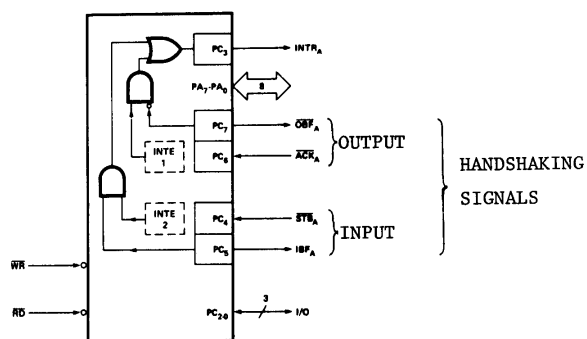 PC3 INTRA
PA7-PA0 8
PC7 OBFA
OUTPUT
INTE 1
PC6 ACKA
HANDSHAKING
SIGNALS
INTE 2
PC4 STBA
INPUT
PC5 IBFA
WR
RD
PC2-0 3 I/O